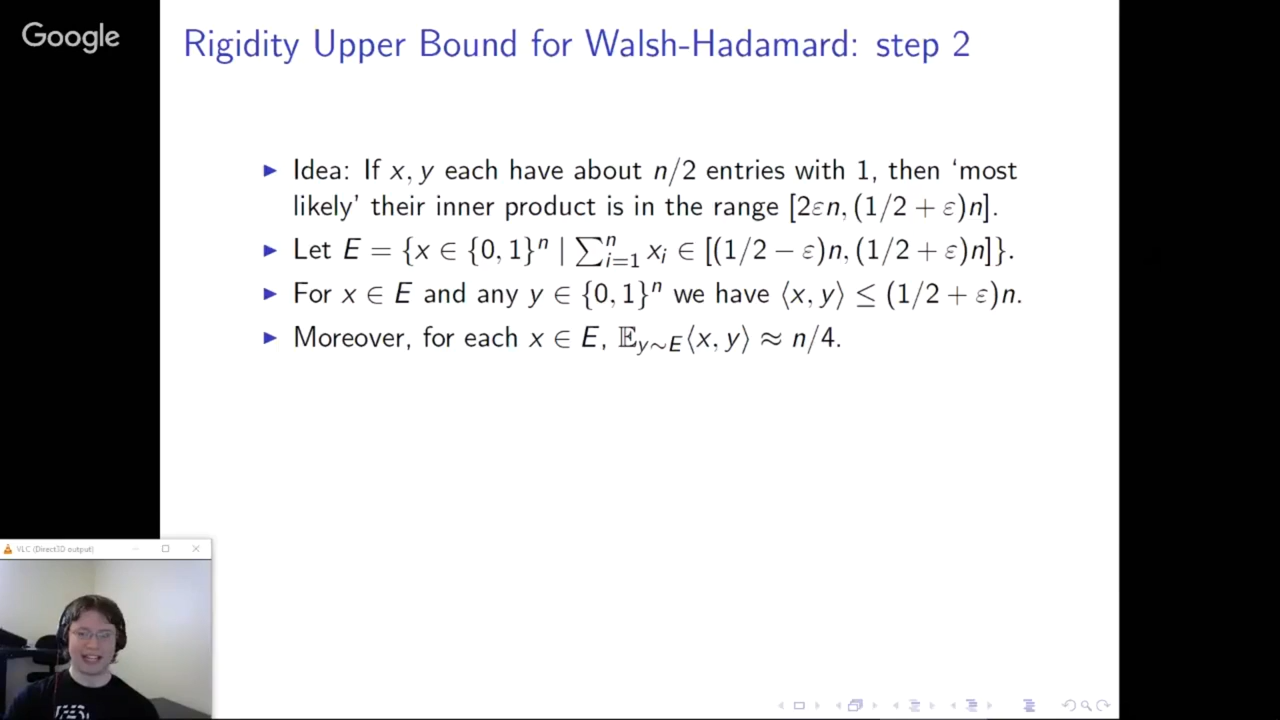 Google
Rigidity Upper Bound for Walsh-Hadamard: step 2
Idea: If x, y each have about n/2 entries with 1, then ‘most
likely’ their inner product is in the range [2εn, (1/2 + ε)n].
Let E = {x ∈ {0, 1}ⁿ | ∑ⁿᵢ₌₁ xᵢ ∈ [(1/2 − ε)n, (1/2 + ε)n]}.
For x ∈ E and any y ∈ {0, 1}ⁿ we have ⟨x, y⟩ ≤ (1/2 + ε)n.
Moreover, for each x ∈ E, 𝔼_{y∼E}⟨x, y⟩ ≈ n/4.
VLC (Direct3D output)